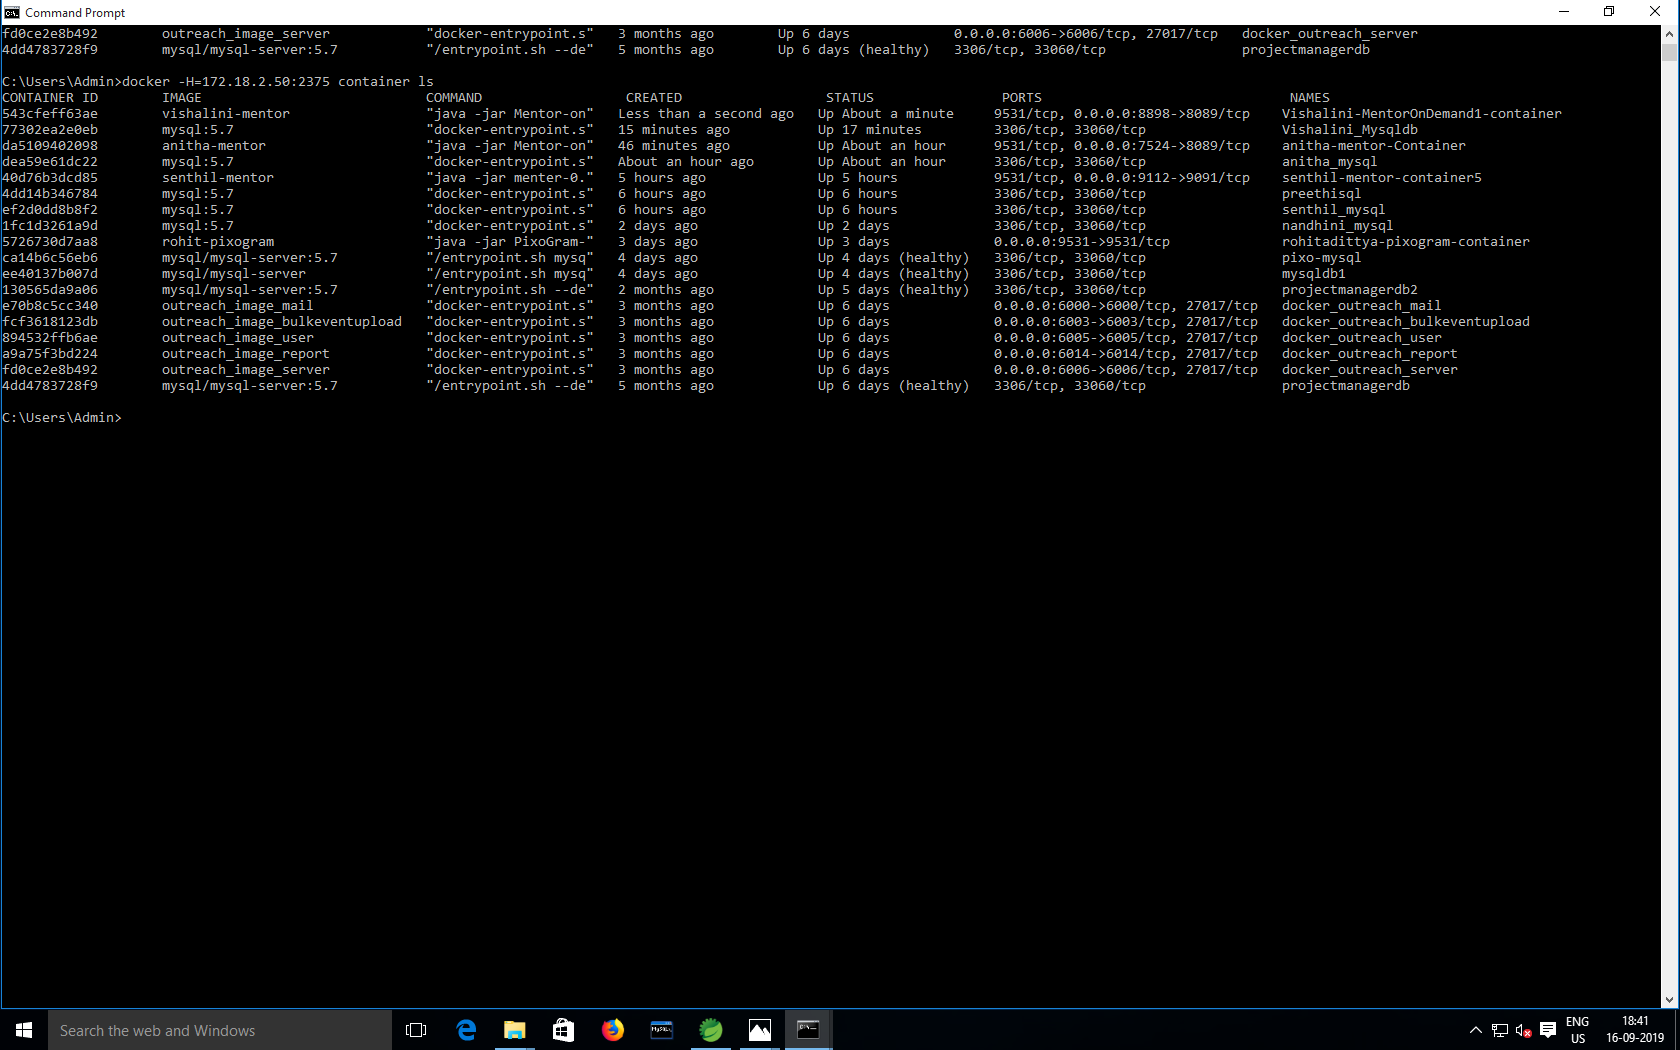 Command Prompt
fd0ce2e8b492        outreach_image_server            "docker-entrypoint.s"   3 months ago        Up 6 days             0.0.0.0:6006->6006/tcp, 27017/tcp   docker_outreach_server
4dd4783728f9        mysql/mysql-server:5.7           "/entrypoint.sh --de"   5 months ago        Up 6 days (healthy)   3306/tcp, 33060/tcp                 projectmanagerdb
C:\Users\Admin>docker -H=172.18.2.50:2375 container ls
CONTAINER ID        IMAGE                            COMMAND                  CREATED                  STATUS                PORTS                               NAMES
543cfeff63ae        vishalini-mentor                 "java -jar Mentor-on"   Less than a second ago   Up About a minute     9531/tcp, 0.0.0.0:8898->8089/tcp    Vishalini-MentorOnDemand1-container
77302ea2e0eb        mysql:5.7                        "docker-entrypoint.s"   15 minutes ago           Up 17 minutes         3306/tcp, 33060/tcp                 Vishalini_Mysqldb
da5109402098        anitha-mentor                    "java -jar Mentor-on"   46 minutes ago           Up About an hour      9531/tcp, 0.0.0.0:7524->8089/tcp    anitha-mentor-Container
dea59e61dc22        mysql:5.7                        "docker-entrypoint.s"   About an hour ago        Up About an hour      3306/tcp, 33060/tcp                 anitha_mysql
40d76b3dcd85        senthil-mentor                   "java -jar menter-0."   5 hours ago              Up 5 hours            9531/tcp, 0.0.0.0:9112->9091/tcp    senthil-mentor-container5
4dd14b346784        mysql:5.7                        "docker-entrypoint.s"   6 hours ago              Up 6 hours            3306/tcp, 33060/tcp                 preethisql
ef2d0dd8b8f2        mysql:5.7                        "docker-entrypoint.s"   6 hours ago              Up 6 hours            3306/tcp, 33060/tcp                 senthil_mysql
1fc1d3261a9d        mysql:5.7                        "docker-entrypoint.s"   2 days ago               Up 2 days             3306/tcp, 33060/tcp                 nandhini_mysql
5726730d7aa8        rohit-pixogram                   "java -jar PixoGram-"   3 days ago               Up 3 days             0.0.0.0:9531->9531/tcp              rohitadittya-pixogram-container
ca14b6c56eb6        mysql/mysql-server:5.7           "/entrypoint.sh mysq"   4 days ago               Up 4 days (healthy)   3306/tcp, 33060/tcp                 pixo-mysql
ee40137b007d        mysql/mysql-server               "/entrypoint.sh mysq"   4 days ago               Up 4 days (healthy)   3306/tcp, 33060/tcp                 mysqldb1
130565da9a06        mysql/mysql-server:5.7           "/entrypoint.sh --de"   2 months ago             Up 5 days (healthy)   3306/tcp, 33060/tcp                 projectmanagerdb2
e70b8c5cc340        outreach_image_mail              "docker-entrypoint.s"   3 months ago             Up 6 days             0.0.0.0:6000->6000/tcp, 27017/tcp   docker_outreach_mail
fcf3618123db        outreach_image_bulkeventupload   "docker-entrypoint.s"   3 months ago             Up 6 days             0.0.0.0:6003->6003/tcp, 27017/tcp   docker_outreach_bulkeventupload
894532ffb6ae        outreach_image_user              "docker-entrypoint.s"   3 months ago             Up 6 days             0.0.0.0:6005->6005/tcp, 27017/tcp   docker_outreach_user
a9a75f3bd224        outreach_image_report            "docker-entrypoint.s"   3 months ago             Up 6 days             0.0.0.0:6014->6014/tcp, 27017/tcp   docker_outreach_report
fd0ce2e8b492        outreach_image_server            "docker-entrypoint.s"   3 months ago             Up 6 days             0.0.0.0:6006->6006/tcp, 27017/tcp   docker_outreach_server
4dd4783728f9        mysql/mysql-server:5.7           "/entrypoint.sh --de"   5 months ago             Up 6 days (healthy)   3306/tcp, 33060/tcp                 projectmanagerdb
C:\Users\Admin>
Search the web and Windows
ENG
US
18:41
16-09-2019